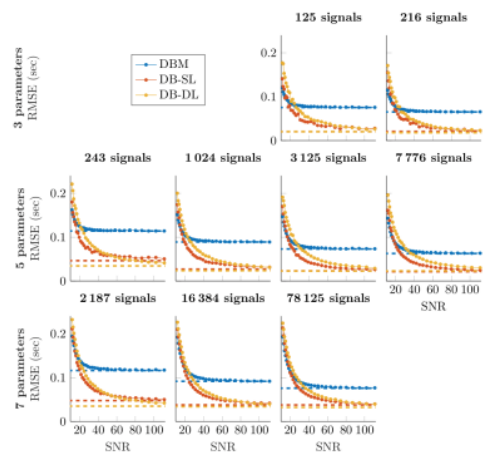 125 signals
216 signals
3 parameters
RMSE (sec)
0.2
0.1
0
DBM
DB-SL
DB-DL
243 signals
1 024 signals
3 125 signals
7 776 signals
5 parameters
RMSE (sec)
0.2
0.1
0
20 40 60 80 100
SNR
2 187 signals
16 384 signals
78 125 signals
7 parameters
RMSE (sec)
0.2
0.1
0
20 40 60 80 100
SNR
20 40 60 80 100
SNR
20 40 60 80 100
SNR